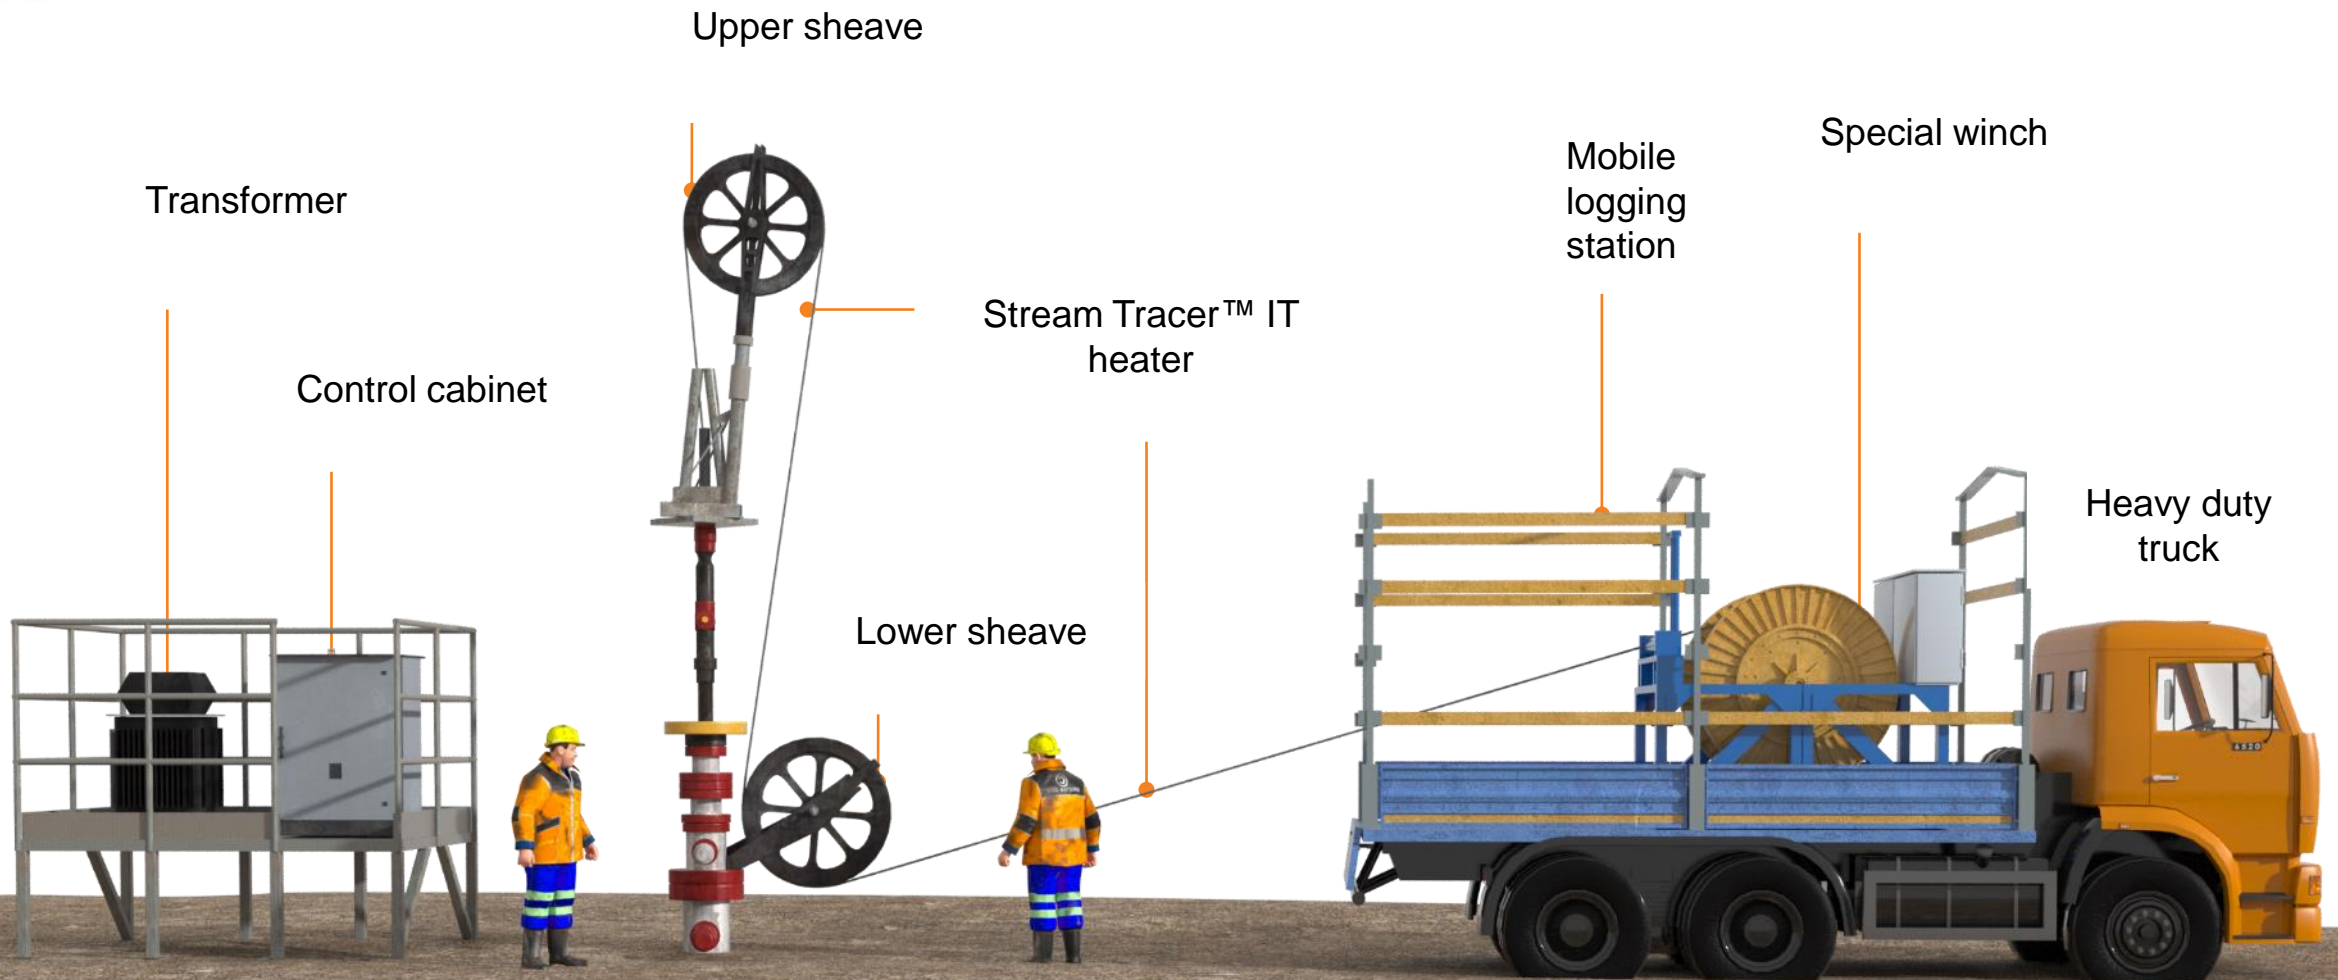 Upper sheave
Special winch
Mobile
logging
station
Transformer
Stream Tracer™ IT
heater
Control cabinet
Heavy duty
truck
Lower sheave
6520